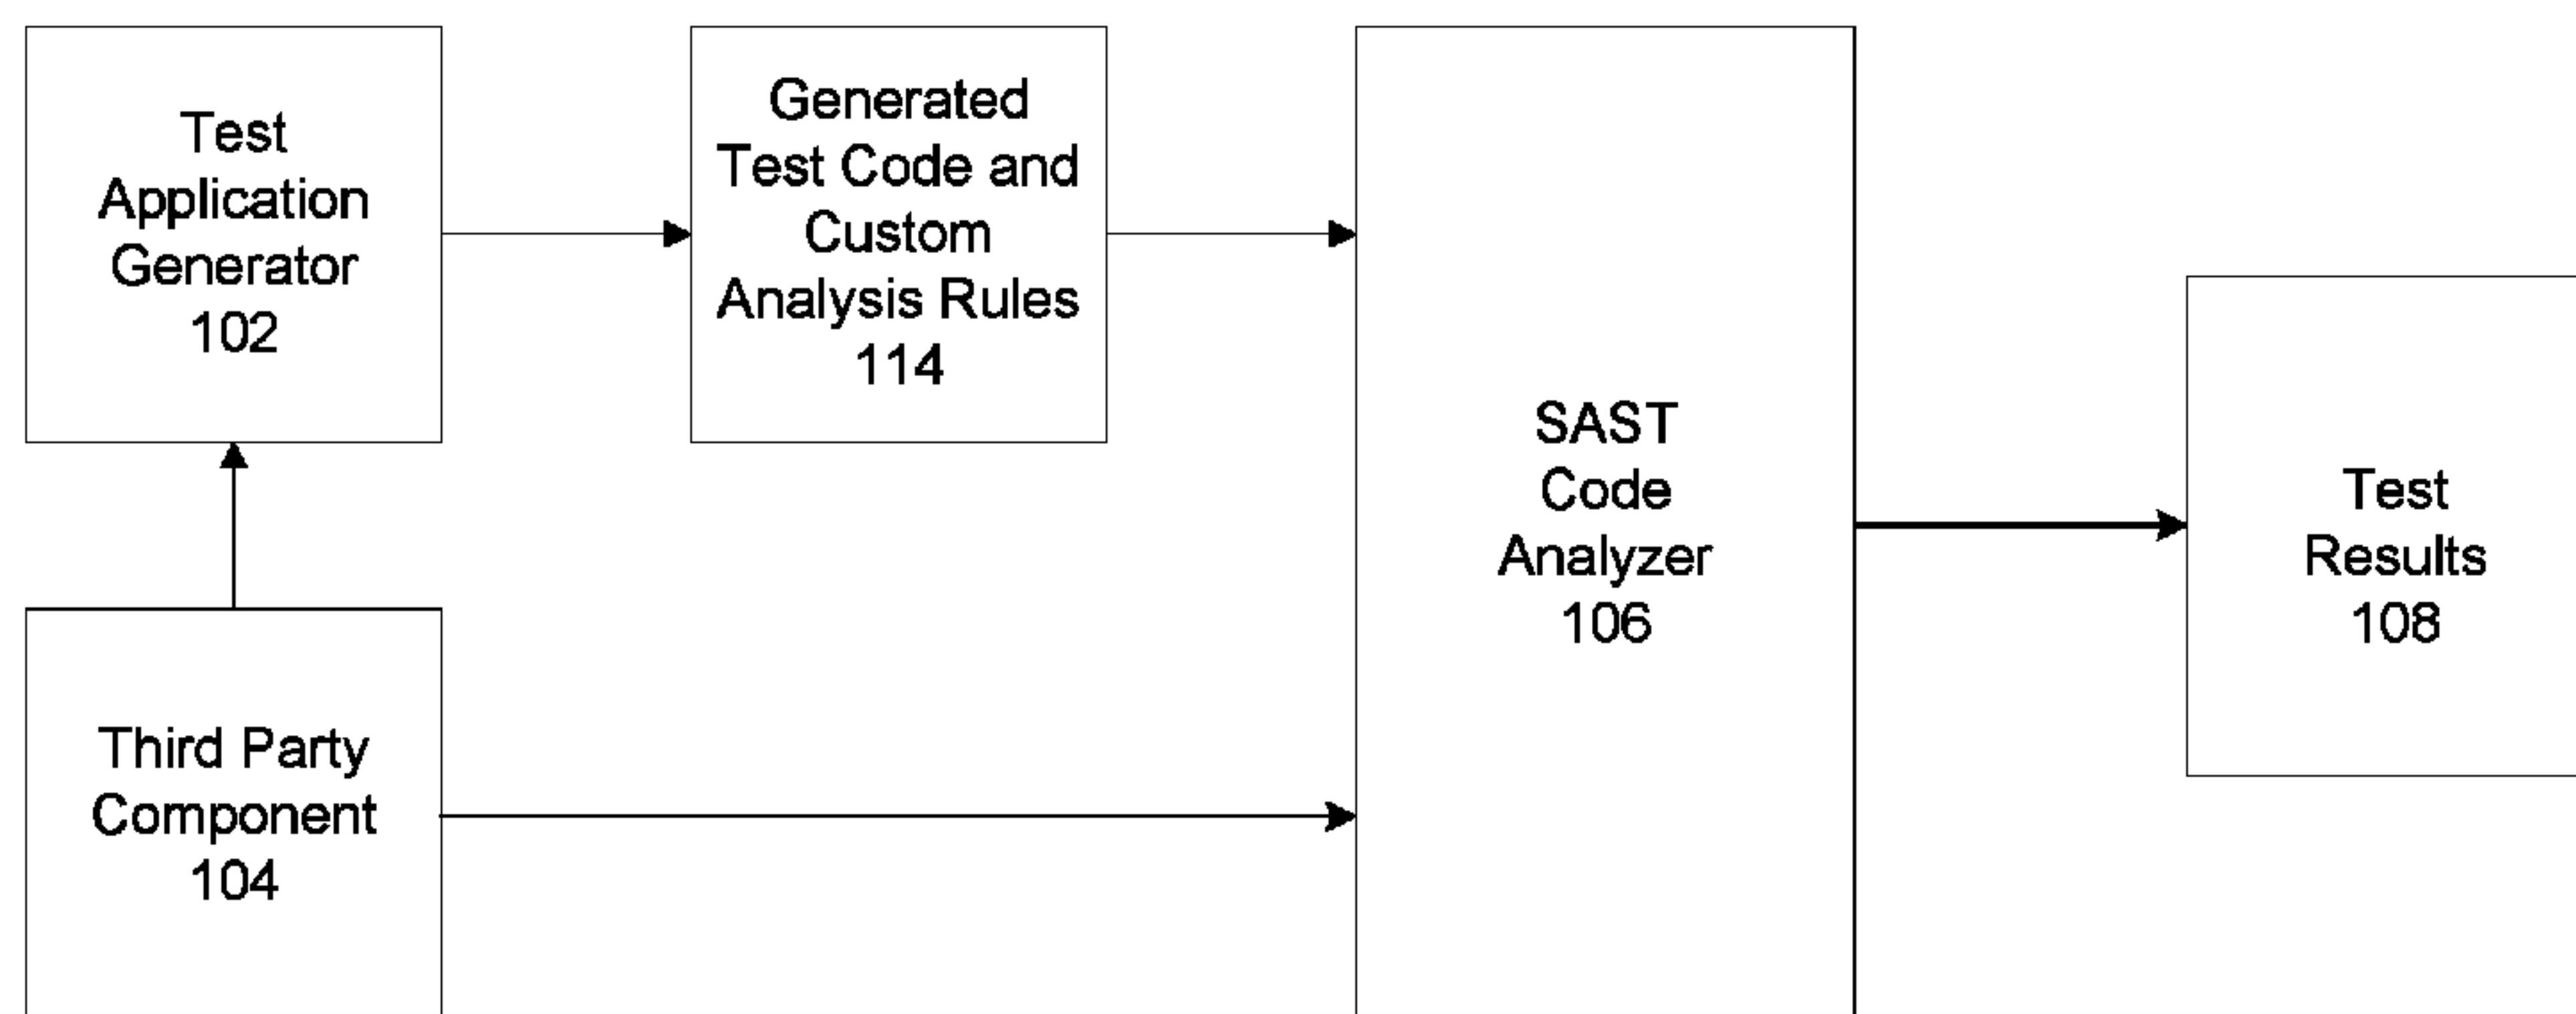 Test
Application
Generator
102
Generated
Test Code and
Custom
Analysis Rules
114
SAST
Code
Analyzer
106
Test
Results
108
Third Party
Component
104